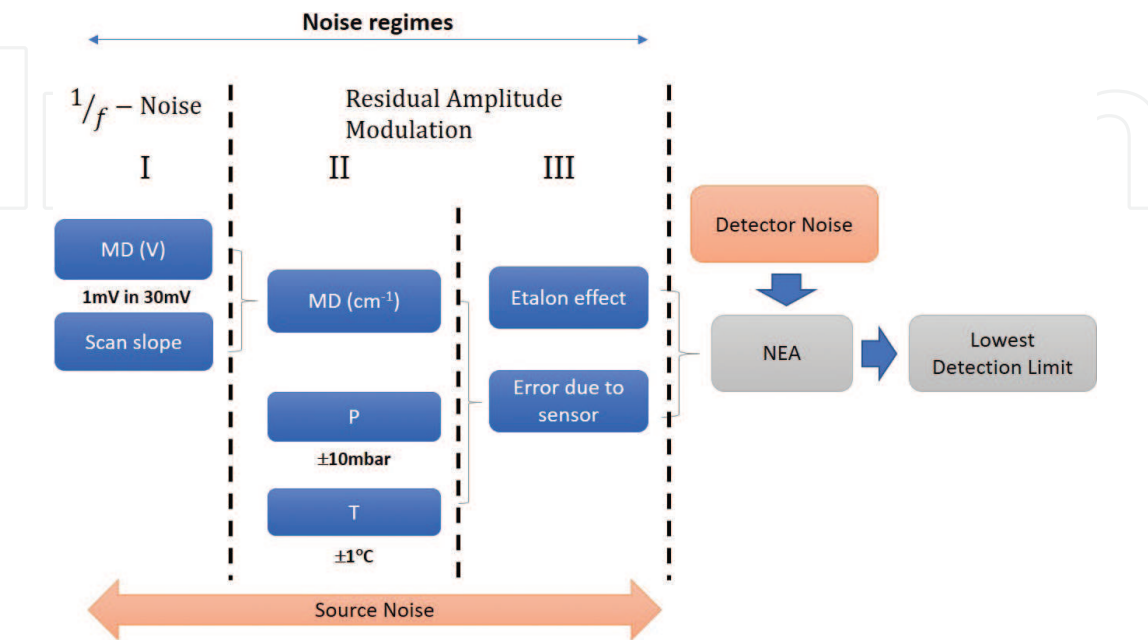 Noise regimes
1/f – Noise
I
Residual Amplitude
Modulation
II
III
MD (V)
1mV in 30mV
Scan slope
MD (cm⁻¹)
P
±10mbar
T
±1°C
Etalon effect
Error due to
sensor
Detector Noise
NEA
Lowest
Detection Limit
Source Noise